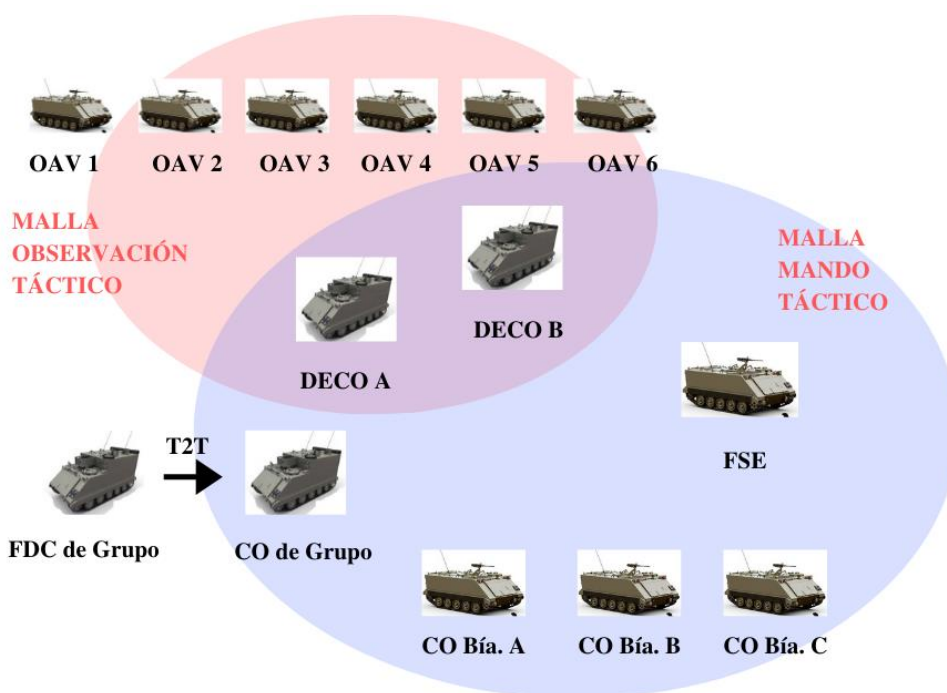 OAV 1
OAV 2
OAV 3
OAV 4
OAV 5
OAV 6
MALLA
OBSERVACIÓN
TÁCTICO
MALLA
MANDO
TÁCTICO
DECO B
DECO A
FSE
T2T
FDC de Grupo
CO de Grupo
CO Bía. A
CO Bía. B
CO Bía. C